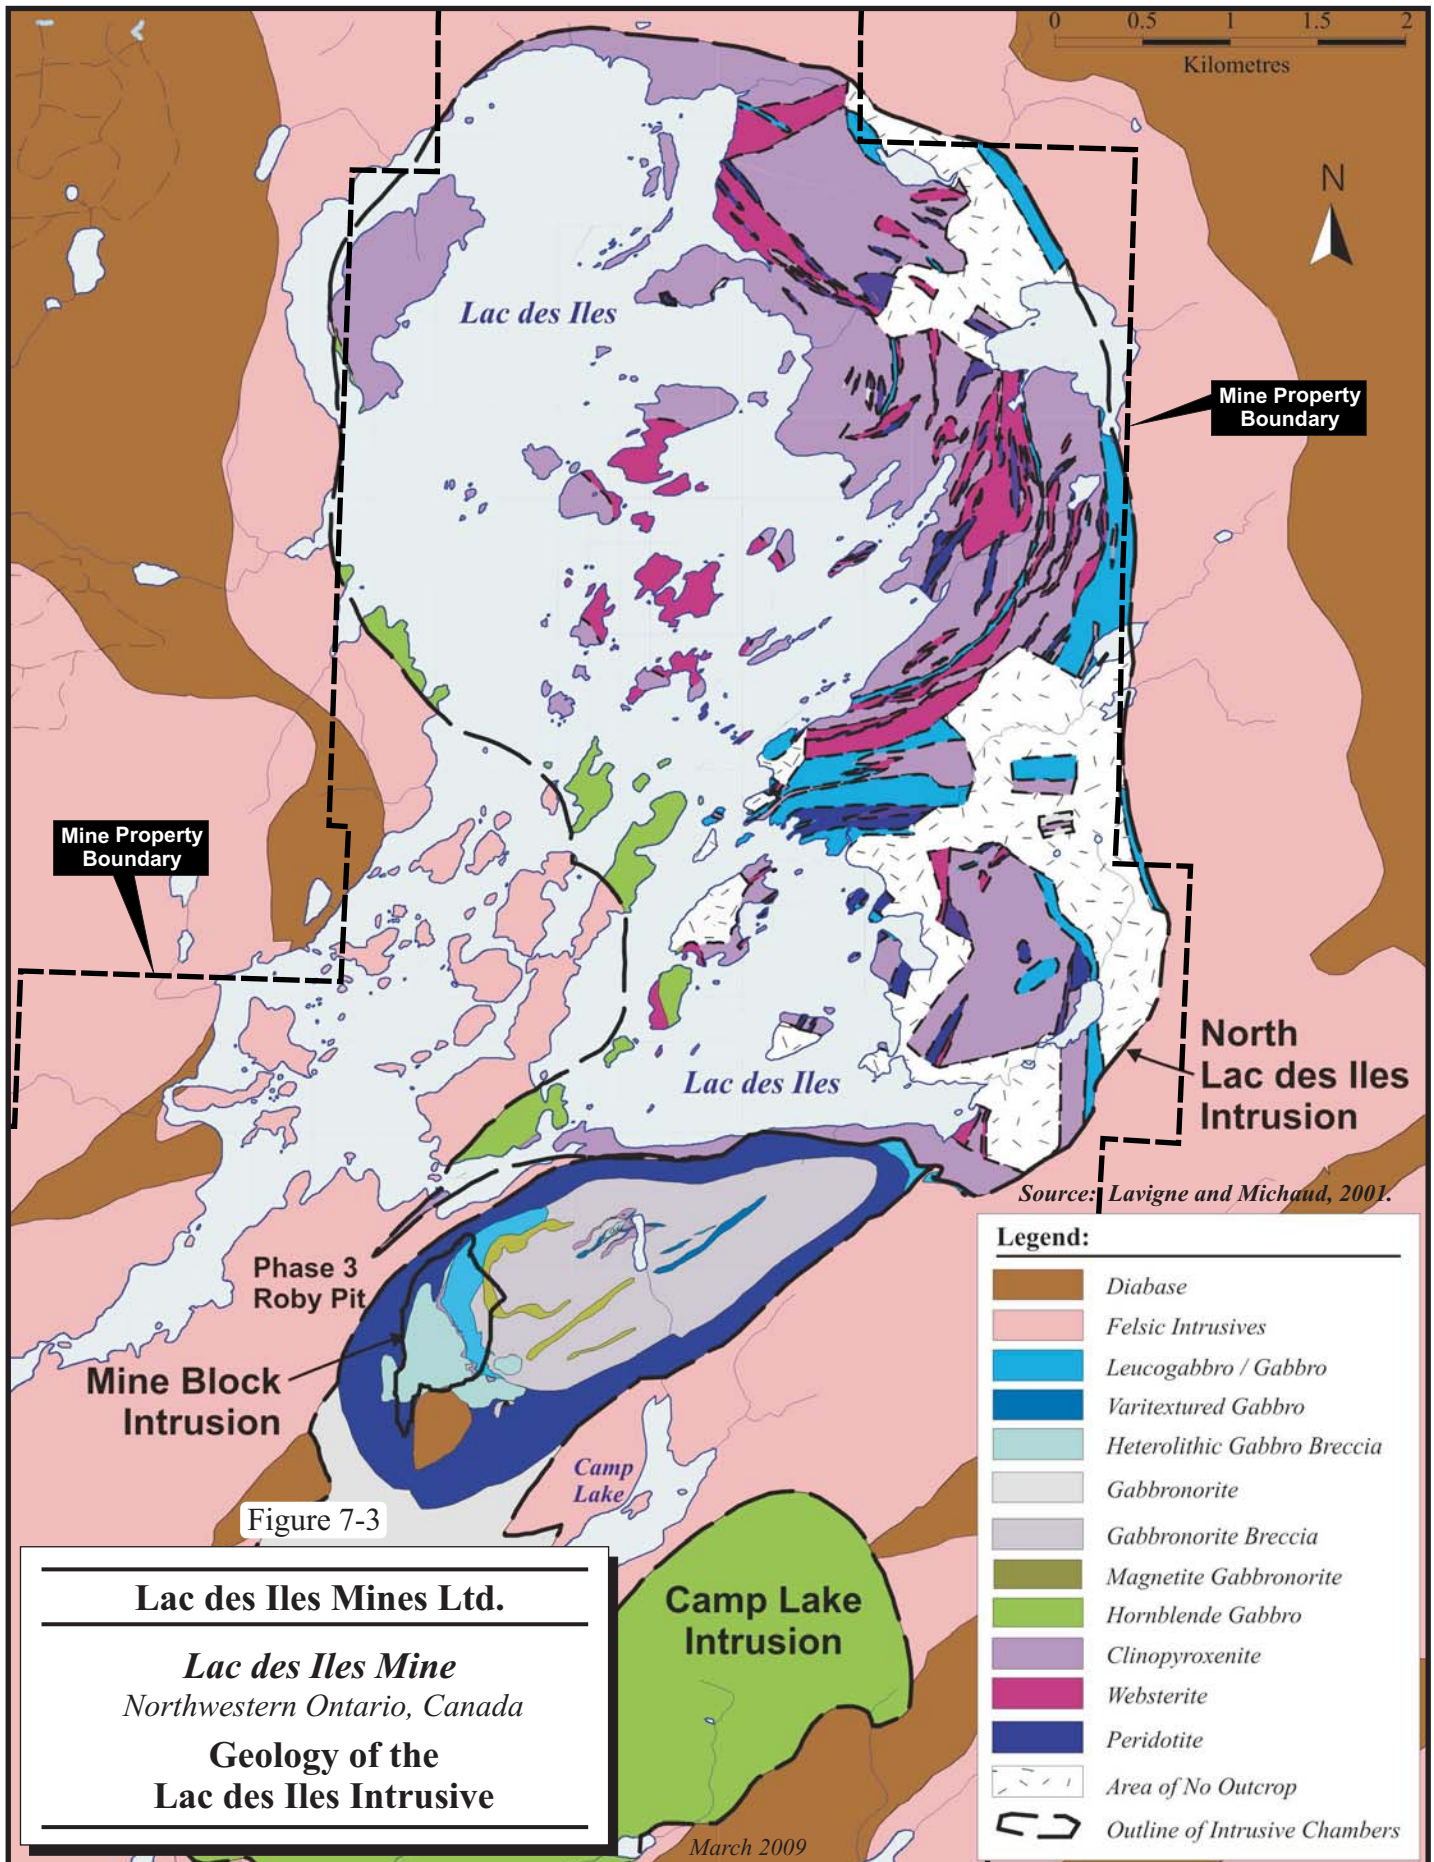 0 0.5 1 1.5 2
Kilometres
N
Lac des Iles
Mine Property
Boundary
Mine Property
Boundary
North
Lac des Iles
Intrusion
Lac des Iles
Source: Lavigne and Michaud, 2001.
Phase 3
Roby Pit
Mine Block
Intrusion
Camp
Lake
Camp Lake
Intrusion
Legend:
Diabase
Felsic Intrusives
Leucogabbro / Gabbro
Varitextured Gabbro
Heterolithic Gabbro Breccia
Gabbronorite
Gabbronorite Breccia
Magnetite Gabbronorite
Hornblende Gabbro
Clinopyroxenite
Websterite
Peridotite
Area of No Outcrop
Outline of Intrusive Chambers
Figure 7-3
Lac des Iles Mines Ltd.
Lac des Iles Mine
Northwestern Ontario, Canada
Geology of the
Lac des Iles Intrusive
March 2009